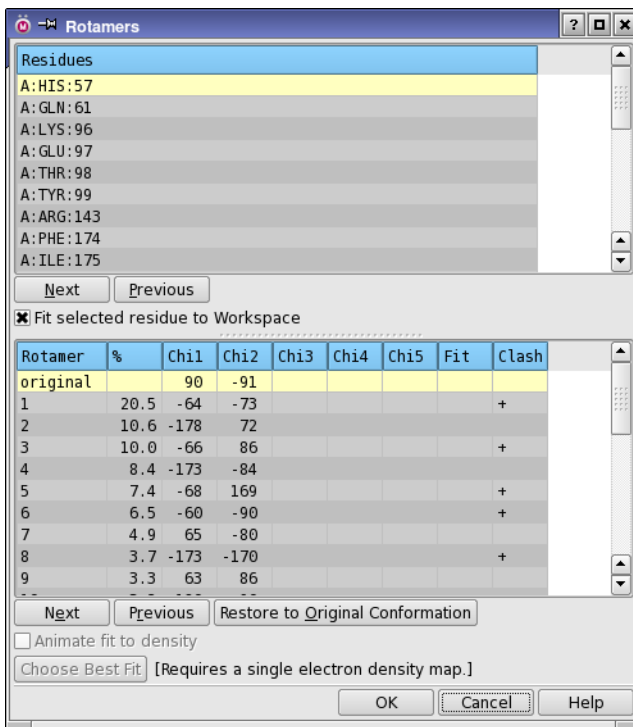 Rotamers
Residues
A:HIS:57
A:GLN:61
A:LYS:96
A:GLU:97
A:THR:98
A:TYR:99
A:ARG:143
A:PHE:174
A:ILE:175
Next Previous
Fit selected residue to Workspace
Rotamer % Chi1 Chi2 Chi3 Chi4 Chi5 Fit Clash
original 90 -91
1 20.5 -64 -73 +
2 10.6 -178 72
3 10.0 -66 86 +
4 8.4 -173 -84
5 7.4 -68 169 +
6 6.5 -60 -90 +
7 4.9 65 -80
8 3.7 -173 -170 +
9 3.3 63 86
Next Previous Restore to Original Conformation
Animate fit to density
Choose Best Fit [Requires a single electron density map.]
OK Cancel Help